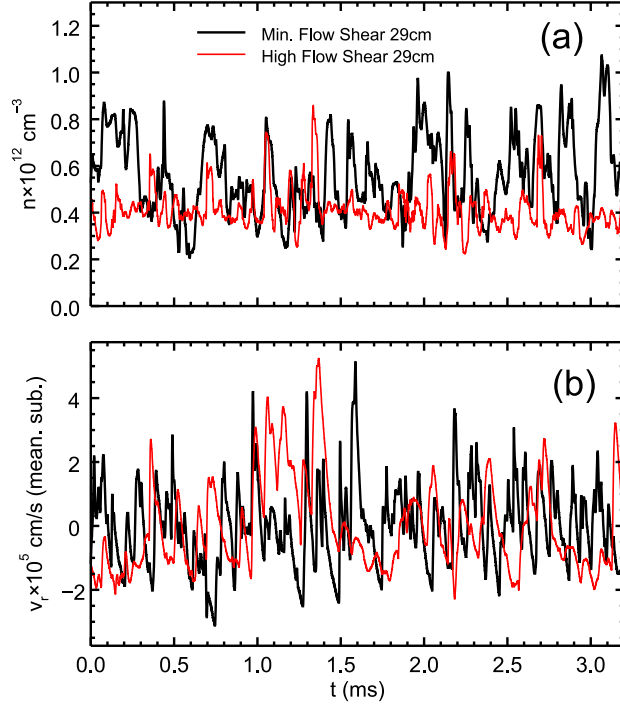 Min. Flow Shear 29cm
High Flow Shear 29cm
(a)
n×10¹² cm⁻³
1.2
1.0
0.8
0.6
0.4
0.2
0.0
(b)
vᵣ×10⁵ cm/s (mean. sub.)
4
2
0
−2
0.0 0.5 1.0 1.5 2.0 2.5 3.0
t (ms)